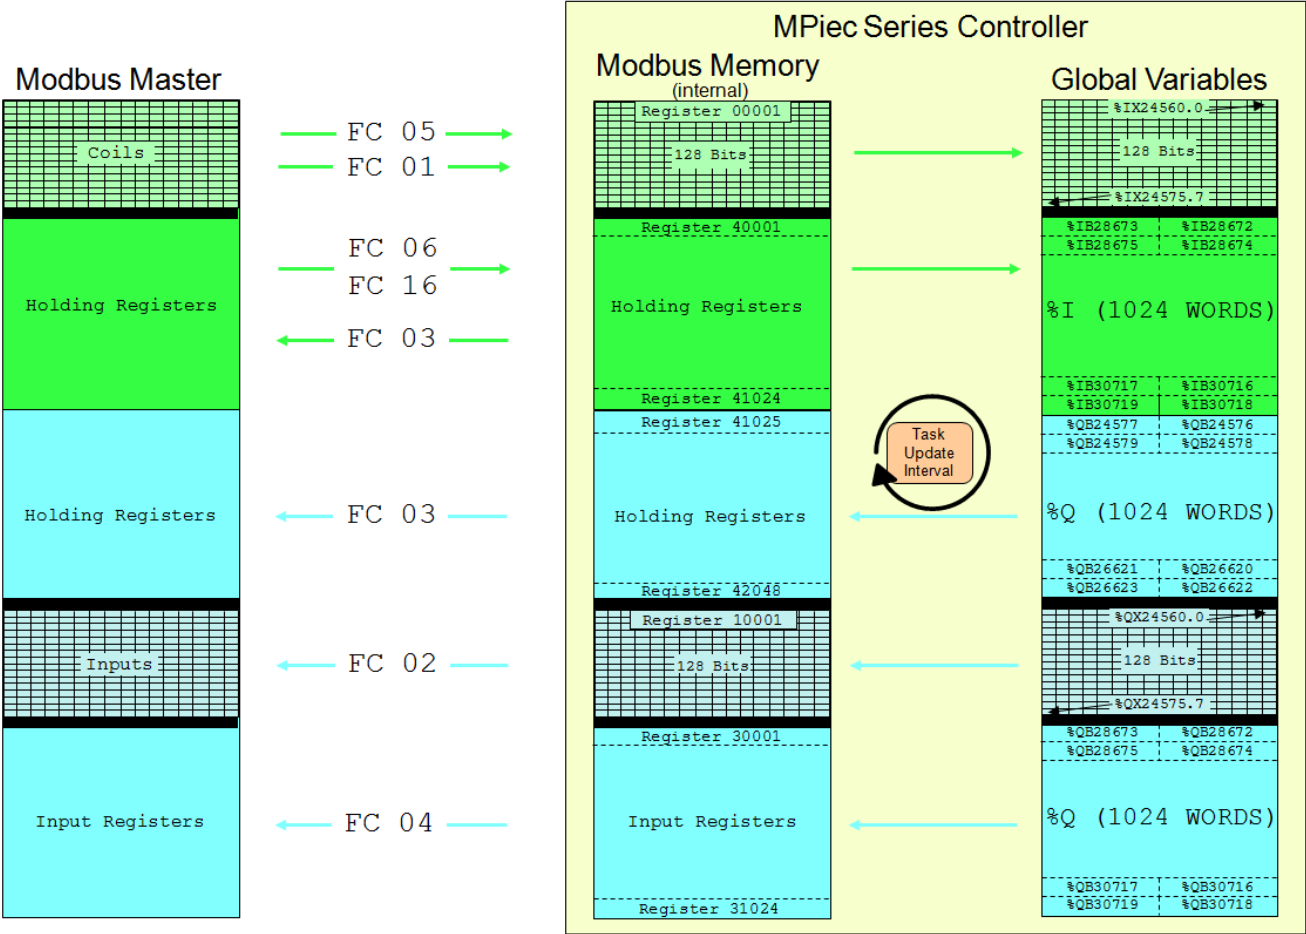 MPiec Series Controller
Modbus Master
Modbus Memory
(internal)
Global Variables
Coils
FC 05
FC 01
Register 00001
128 Bits
%IX24560.0
128 Bits
%IX24575.7
Holding Registers
FC 06
FC 16
FC 03
Register 40001
Holding Registers
Register 41024
%IB28673 %IB28672
%IB28675 %IB28674
%I (1024 WORDS)
%IB30717 %IB30716
%IB30719 %IB30718
Task
Update
Interval
Holding Registers
FC 03
Register 41025
Holding Registers
Register 42048
%QB24577 %QB24576
%QB24579 %QB24578
%Q (1024 WORDS)
%QB26621 %QB26620
%QB26623 %QB26622
Inputs
FC 02
Register 10001
128 Bits
%QX24560.0
128 Bits
%QX24575.7
Input Registers
FC 04
Register 30001
Input Registers
Register 31024
%QB28673 %QB28672
%QB28675 %QB28674
%Q (1024 WORDS)
%QB30717 %QB30716
%QB30719 %QB30718